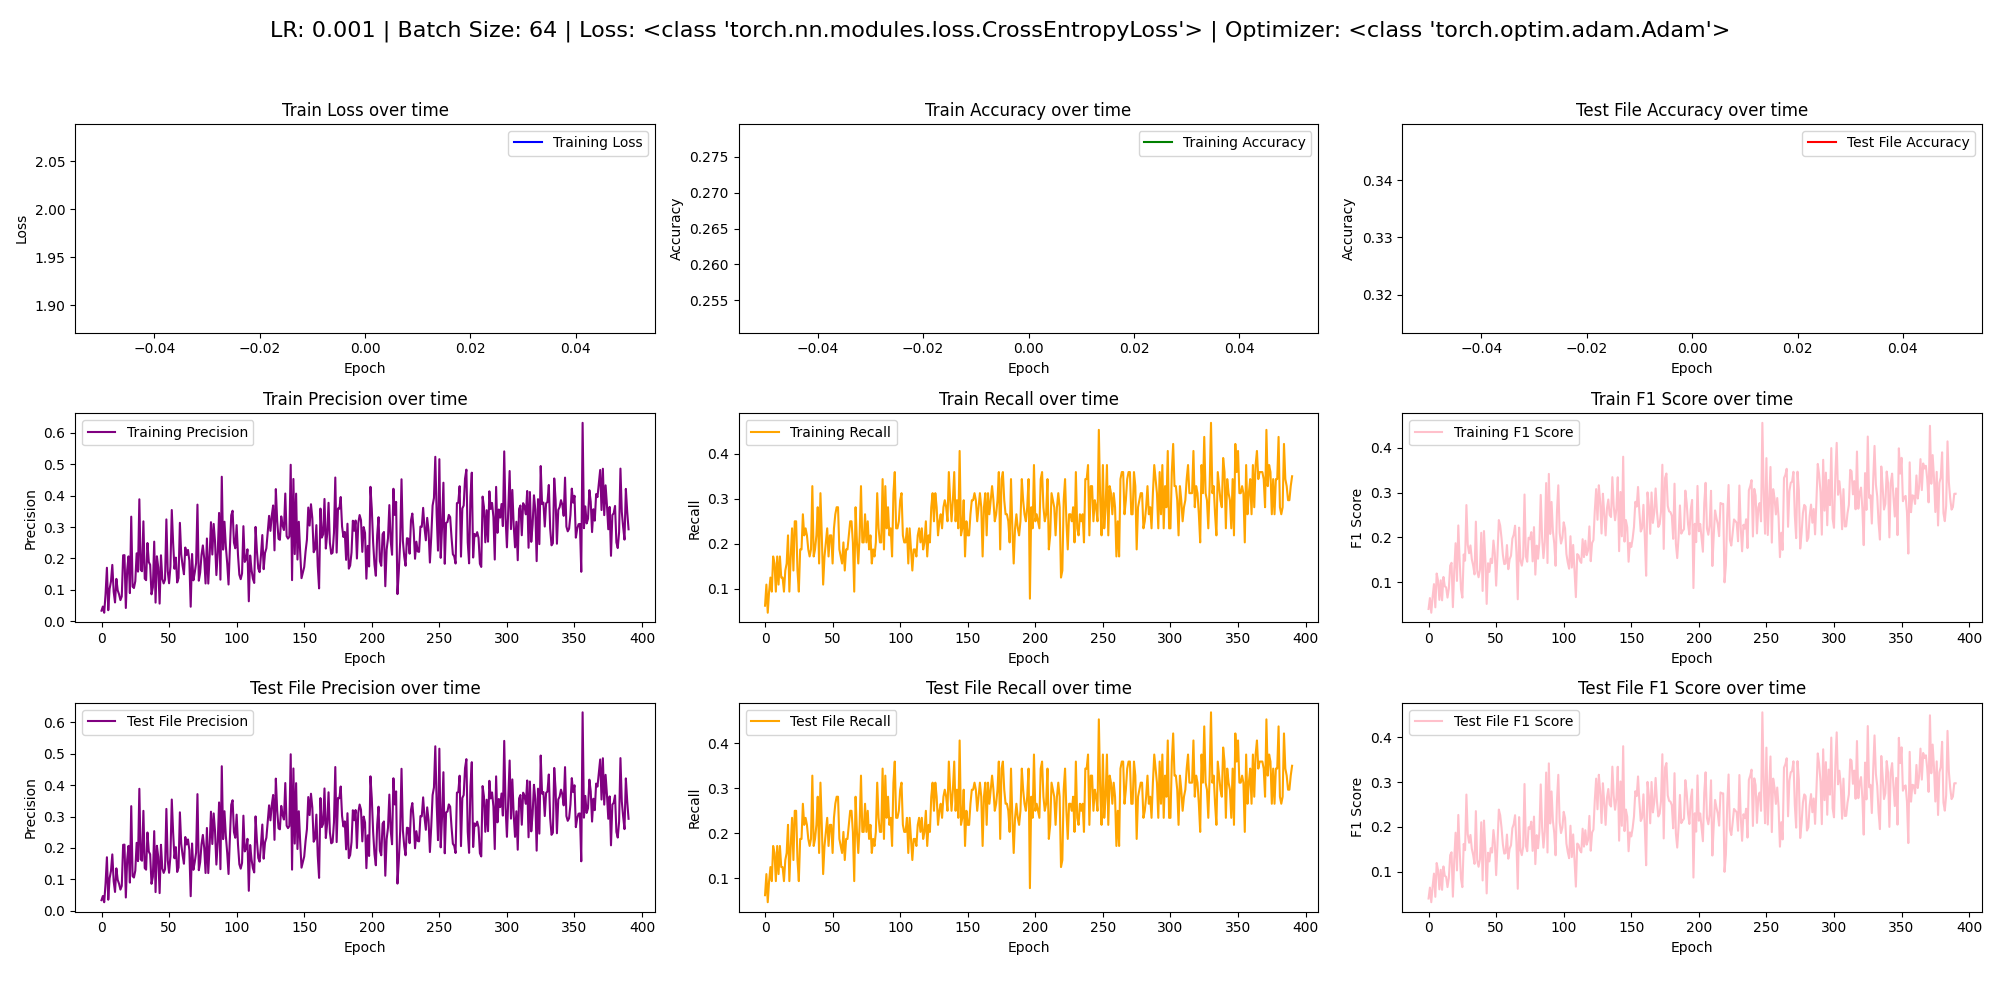 LR: 0.001 | Batch Size: 64 | Loss: <class 'torch.nn.modules.loss.CrossEntropyLoss'> | Optimizer: <class 'torch.optim.adam.Adam'>
Train Loss over time
Training Loss
Loss
2.05
2.00
1.95
1.90
−0.04 −0.02 0.00 0.02 0.04
Epoch
Train Accuracy over time
Training Accuracy
Accuracy
0.275
0.270
0.265
0.260
0.255
−0.04 −0.02 0.00 0.02 0.04
Epoch
Test File Accuracy over time
Test File Accuracy
Accuracy
0.34
0.33
0.32
−0.04 −0.02 0.00 0.02 0.04
Epoch
Train Precision over time
Training Precision
Precision
0.6
0.5
0.4
0.3
0.2
0.1
0.0
0 50 100 150 200 250 300 350 400
Epoch
Train Recall over time
Training Recall
Recall
0.4
0.3
0.2
0.1
0 50 100 150 200 250 300 350 400
Epoch
Train F1 Score over time
Training F1 Score
F1 Score
0.4
0.3
0.2
0.1
0 50 100 150 200 250 300 350 400
Epoch
Test File Precision over time
Test File Precision
Precision
0.6
0.5
0.4
0.3
0.2
0.1
0.0
0 50 100 150 200 250 300 350 400
Epoch
Test File Recall over time
Test File Recall
Recall
0.4
0.3
0.2
0.1
0 50 100 150 200 250 300 350 400
Epoch
Test File F1 Score over time
Test File F1 Score
F1 Score
0.4
0.3
0.2
0.1
0 50 100 150 200 250 300 350 400
Epoch